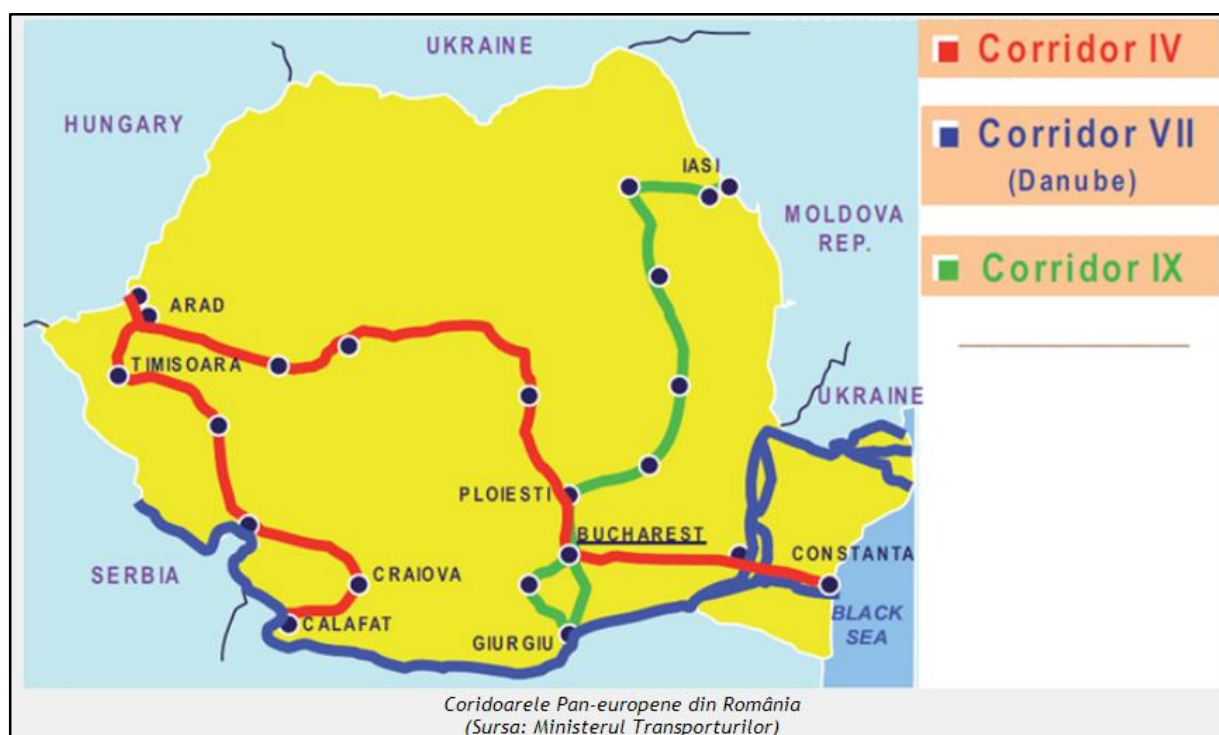 UKRAINE
HUNGARY
IASI
MOLDOVA
REP.
ARAD
TIMISOARA
UKRAINE
PLOIESTI
BUCHAREST
CONSTANTA
SERBIA
CRAIOVA
CALAFAT
GIURGIU
BLACK
SEA
Corridor IV
Corridor VII
(Danube)
Corridor IX
Coridoarele Pan-europene din România
(Sursa: Ministerul Transporturilor)